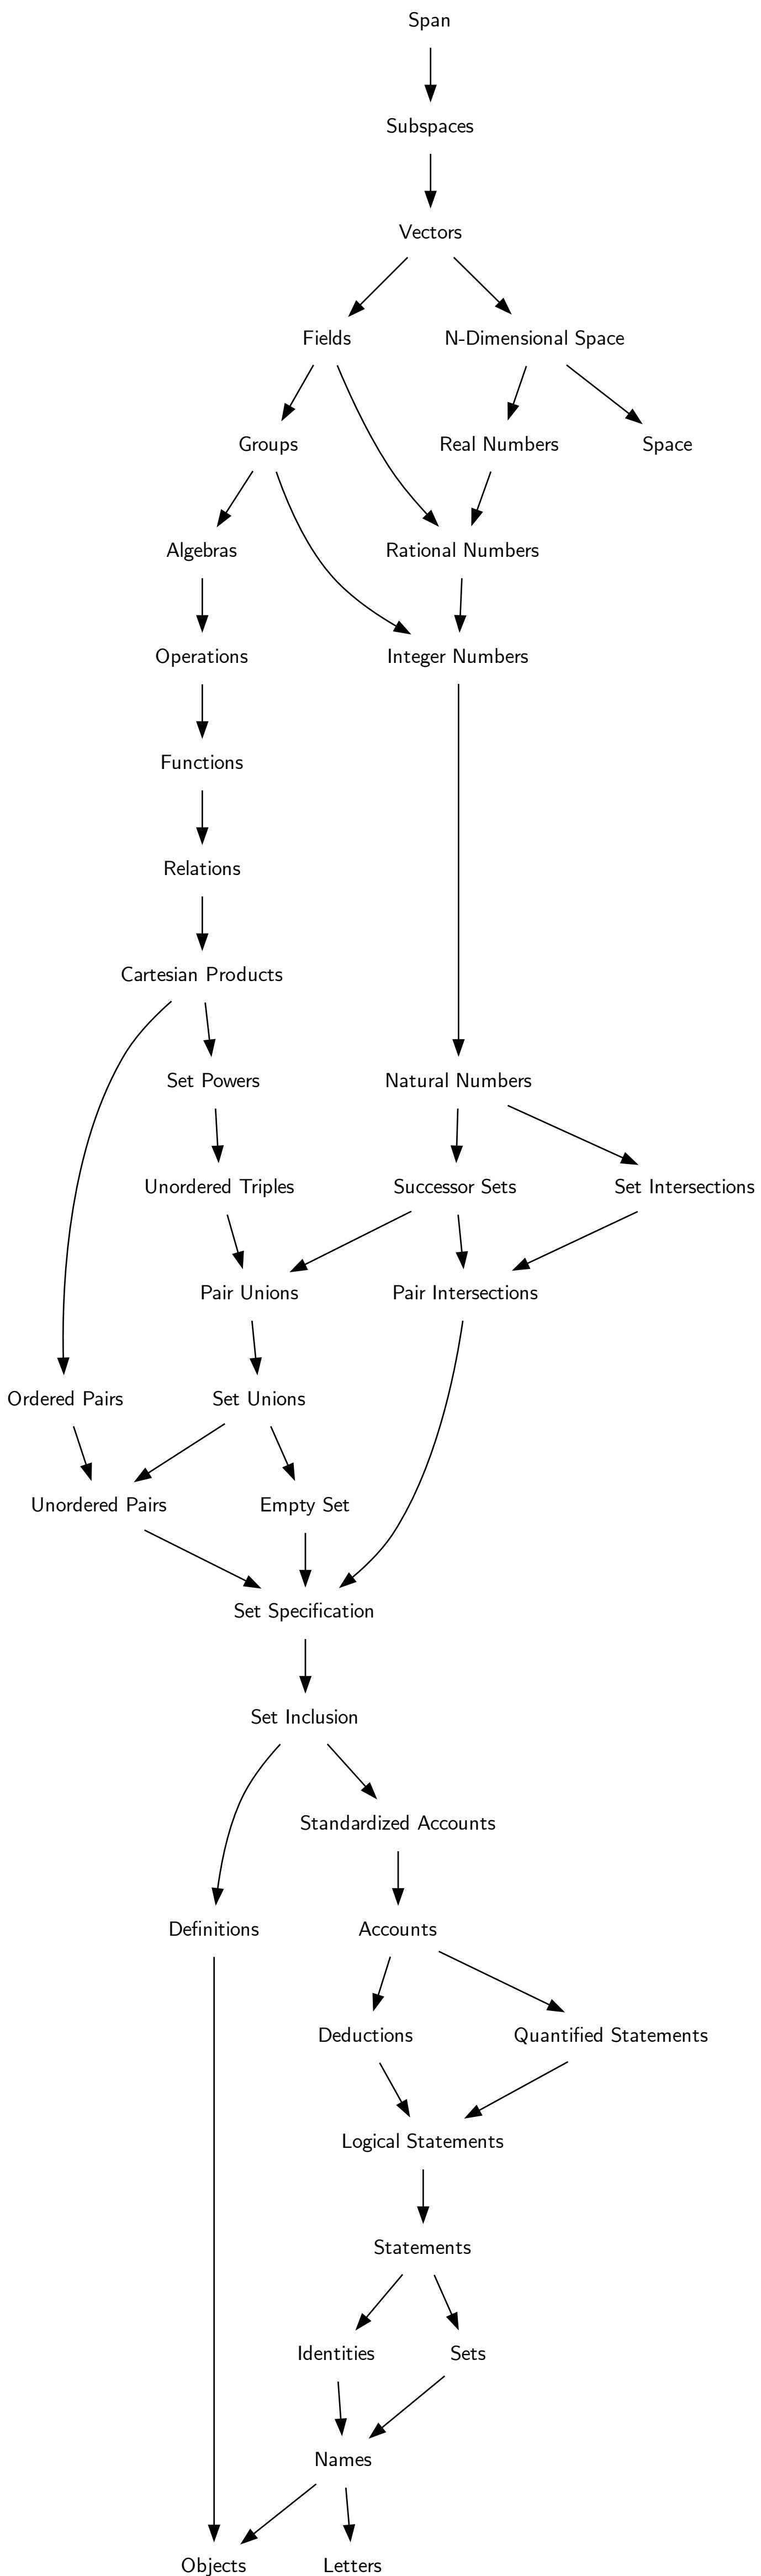 Span
Subspaces
Vectors
Fields
N-Dimensional Space
Groups
Real Numbers
Space
Algebras
Rational Numbers
Operations
Integer Numbers
Functions
Relations
Cartesian Products
Set Powers
Natural Numbers
Unordered Triples
Successor Sets
Set Intersections
Pair Unions
Pair Intersections
Ordered Pairs
Set Unions
Unordered Pairs
Empty Set
Set Specification
Set Inclusion
Standardized Accounts
Definitions
Accounts
Deductions
Quantified Statements
Logical Statements
Statements
Identities
Sets
Names
Objects
Letters